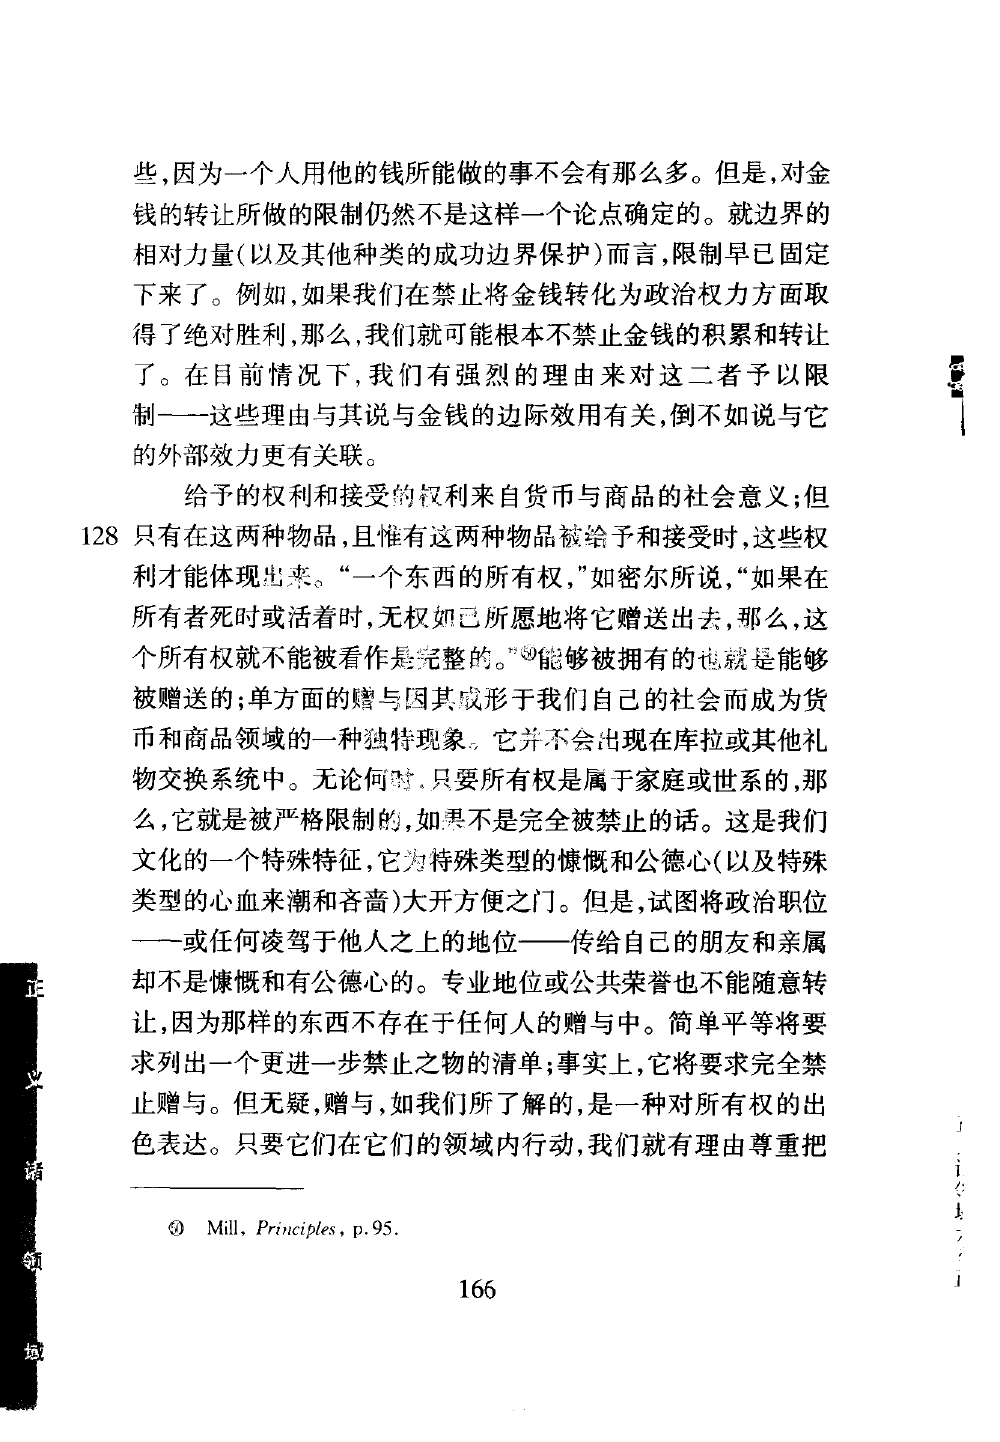 些,因为一个人用他的钱所能做的事不会有那么多。但是,对金
钱的转让所做的限制仍然不是这样一个论点确定的。就边界的
相对力量(以及其他种类的成功边界保护)而言,限制早已固定
下来了。例如,如果我们在禁止将金钱转化为政治权力方面取
得了绝对胜利,那么,我们就可能根本不禁止金钱的积累和转让
了。在目前情况下,我们有强烈的理由来对这二者予以限
制——这些理由与其说与金钱的边际效用有关,倒不如说与它
的外部效力更有关联。
给予的权利和接受的权利来自货币与商品的社会意义;但
128 只有在这两种物品,且惟有这两种物品被给予和接受时,这些权
利才能体现出来。“一个东西的所有权,”如密尔所说,“如果在
所有者死时或活着时,无权如己所愿地将它赠送出去,那么,这
个所有权就不能被看作是完整的。”㊿能够被拥有的也就是能够
被赠送的;单方面的赠与因其成形于我们自己的社会而成为货
币和商品领域的一种独特现象。它并不会出现在库拉或其他礼
物交换系统中。无论何时,只要所有权是属于家庭或世系的,那
么,它就是被严格限制的,如果不是完全被禁止的话。这是我们
文化的一个特殊特征,它为特殊类型的慷慨和公德心(以及特殊
类型的心血来潮和吝啬)大开方便之门。但是,试图将政治职位
——或任何凌驾于他人之上的地位——传给自己的朋友和亲属
却不是慷慨和有公德心的。专业地位或公共荣誉也不能随意转
让,因为那样的东西不存在于任何人的赠与中。简单平等将要
求列出一个更进一步禁止之物的清单;事实上,它将要求完全禁
止赠与。但无疑,赠与,如我们所了解的,是一种对所有权的出
色表达。只要它们在它们的领域内行动,我们就有理由尊重把
㊿ Mill, Principles, p.95.
166
正义诸领域